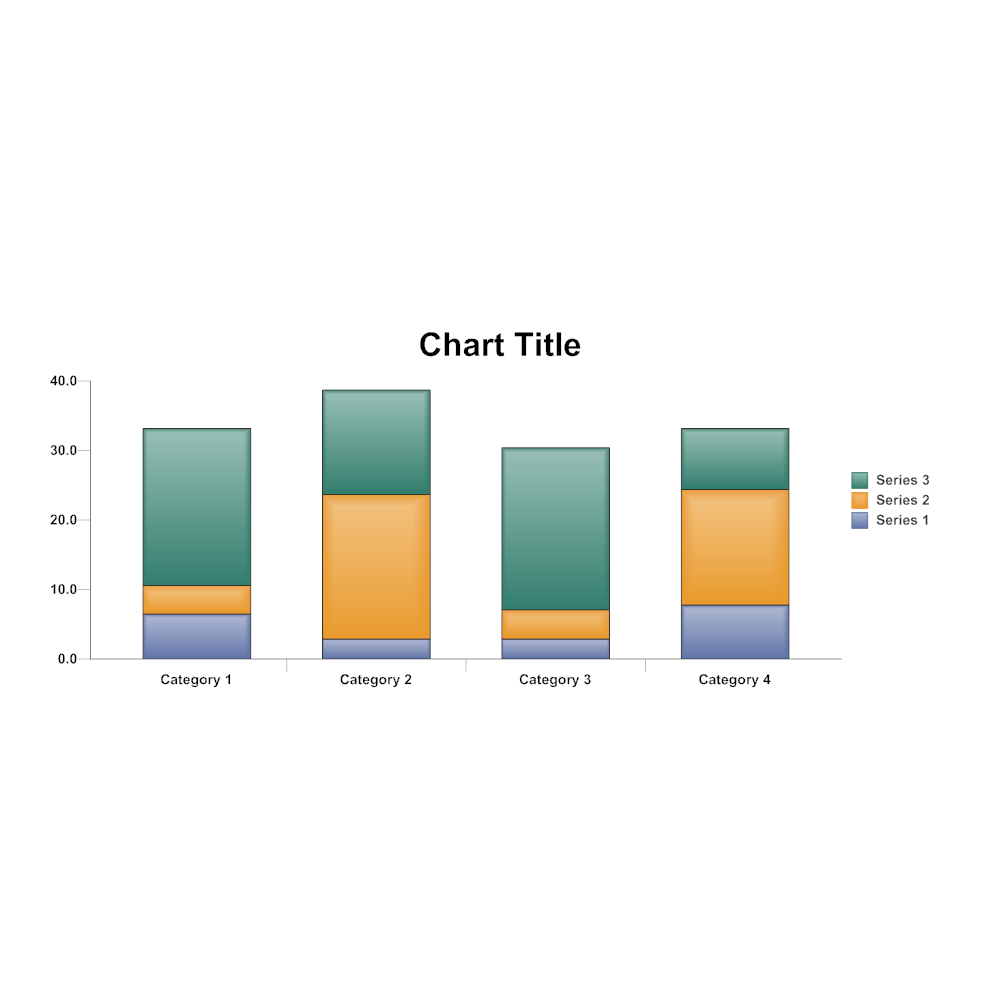 Chart Title
40.0
30.0
20.0
10.0
0.0
Category 1
Category 2
Category 3
Category 4
Series 3
Series 2
Series 1